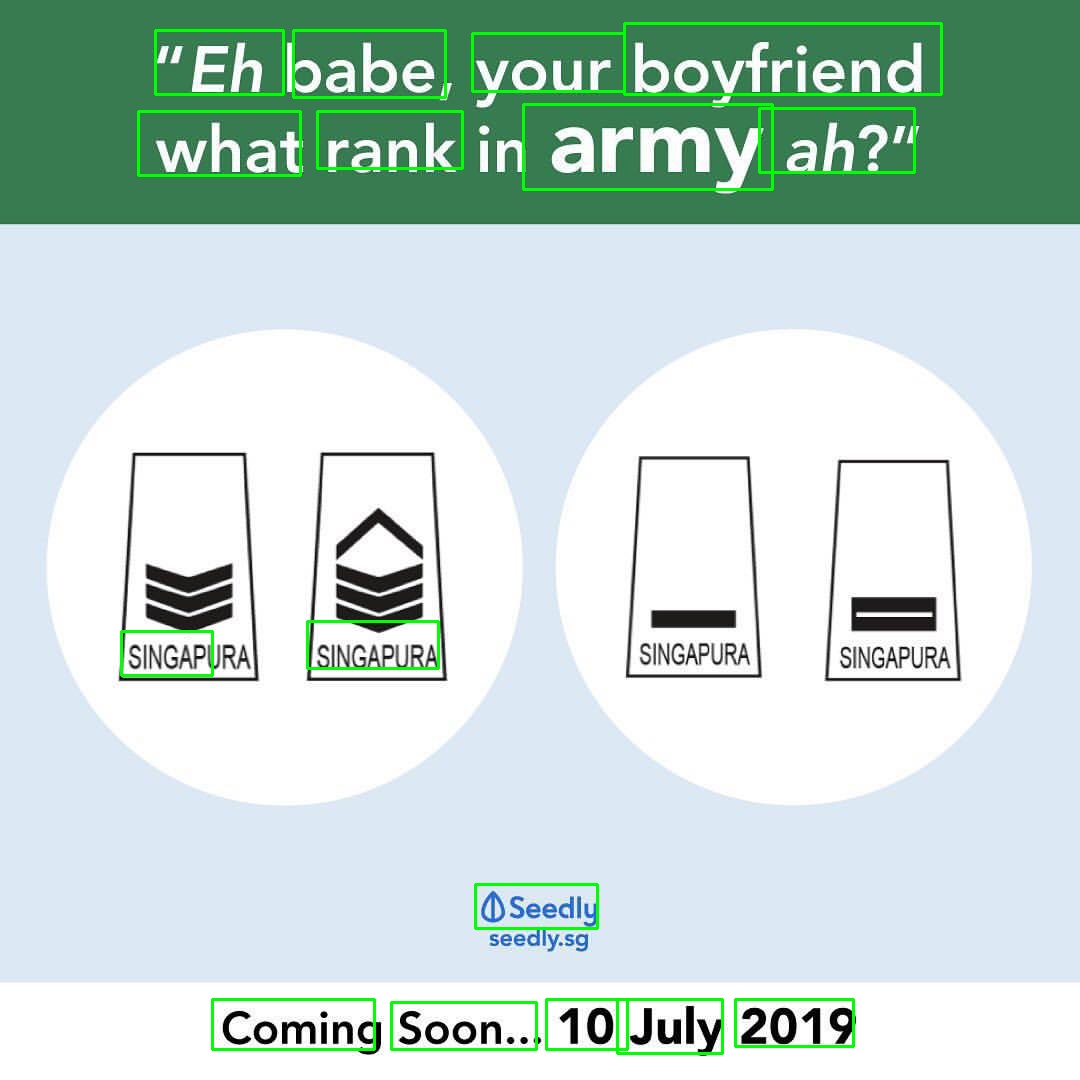 “Eh babe, your boyfriend
what rank in army ah?“
SINGAPURA SINGAPURA SINGAPURA SINGAPURA
Seedly
seedly.sg
Coming Soon... 10 July 2019